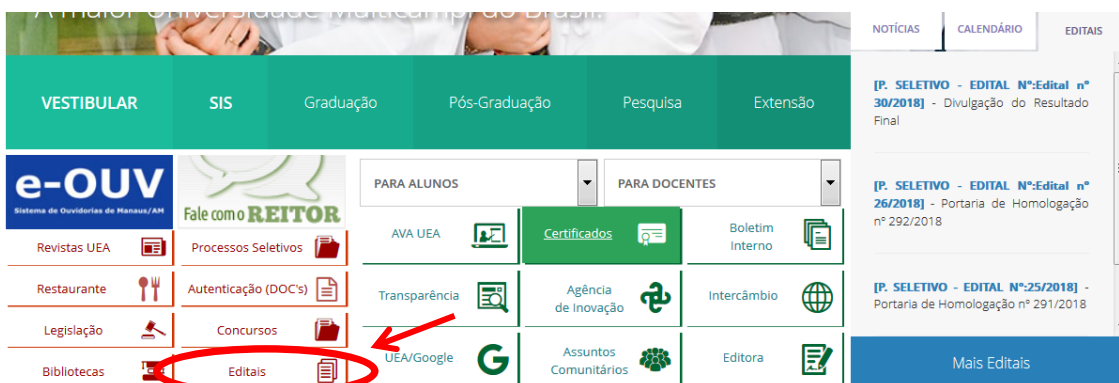 A maior Universidade Multicampi do Brasil!
NOTÍCIAS CALENDÁRIO EDITAIS
VESTIBULAR SIS Graduação Pós-Graduação Pesquisa Extensão
[P. SELETIVO - EDITAL Nº:Edital nº
30/2018] - Divulgação do Resultado
Final
[P. SELETIVO - EDITAL Nº:Edital nº
26/2018] - Portaria de Homologação
nº 292/2018
[P. SELETIVO - EDITAL Nº:25/2018] -
Portaria de Homologação nº 291/2018
Mais Editais
e-OUV
Sistema de Ouvidorias de Manaus/AM
Fale com o REITOR
PARA ALUNOS PARA DOCENTES
Revistas UEA
Processos Seletivos
Restaurante
Autenticação (DOC's)
Legislação
Concursos
Bibliotecas
Editais
AVA UEA
Certificados
Boletim
Interno
Transparência
Agência
de Inovação
Intercâmbio
UEA/Google
Assuntos
Comunitários
Editora